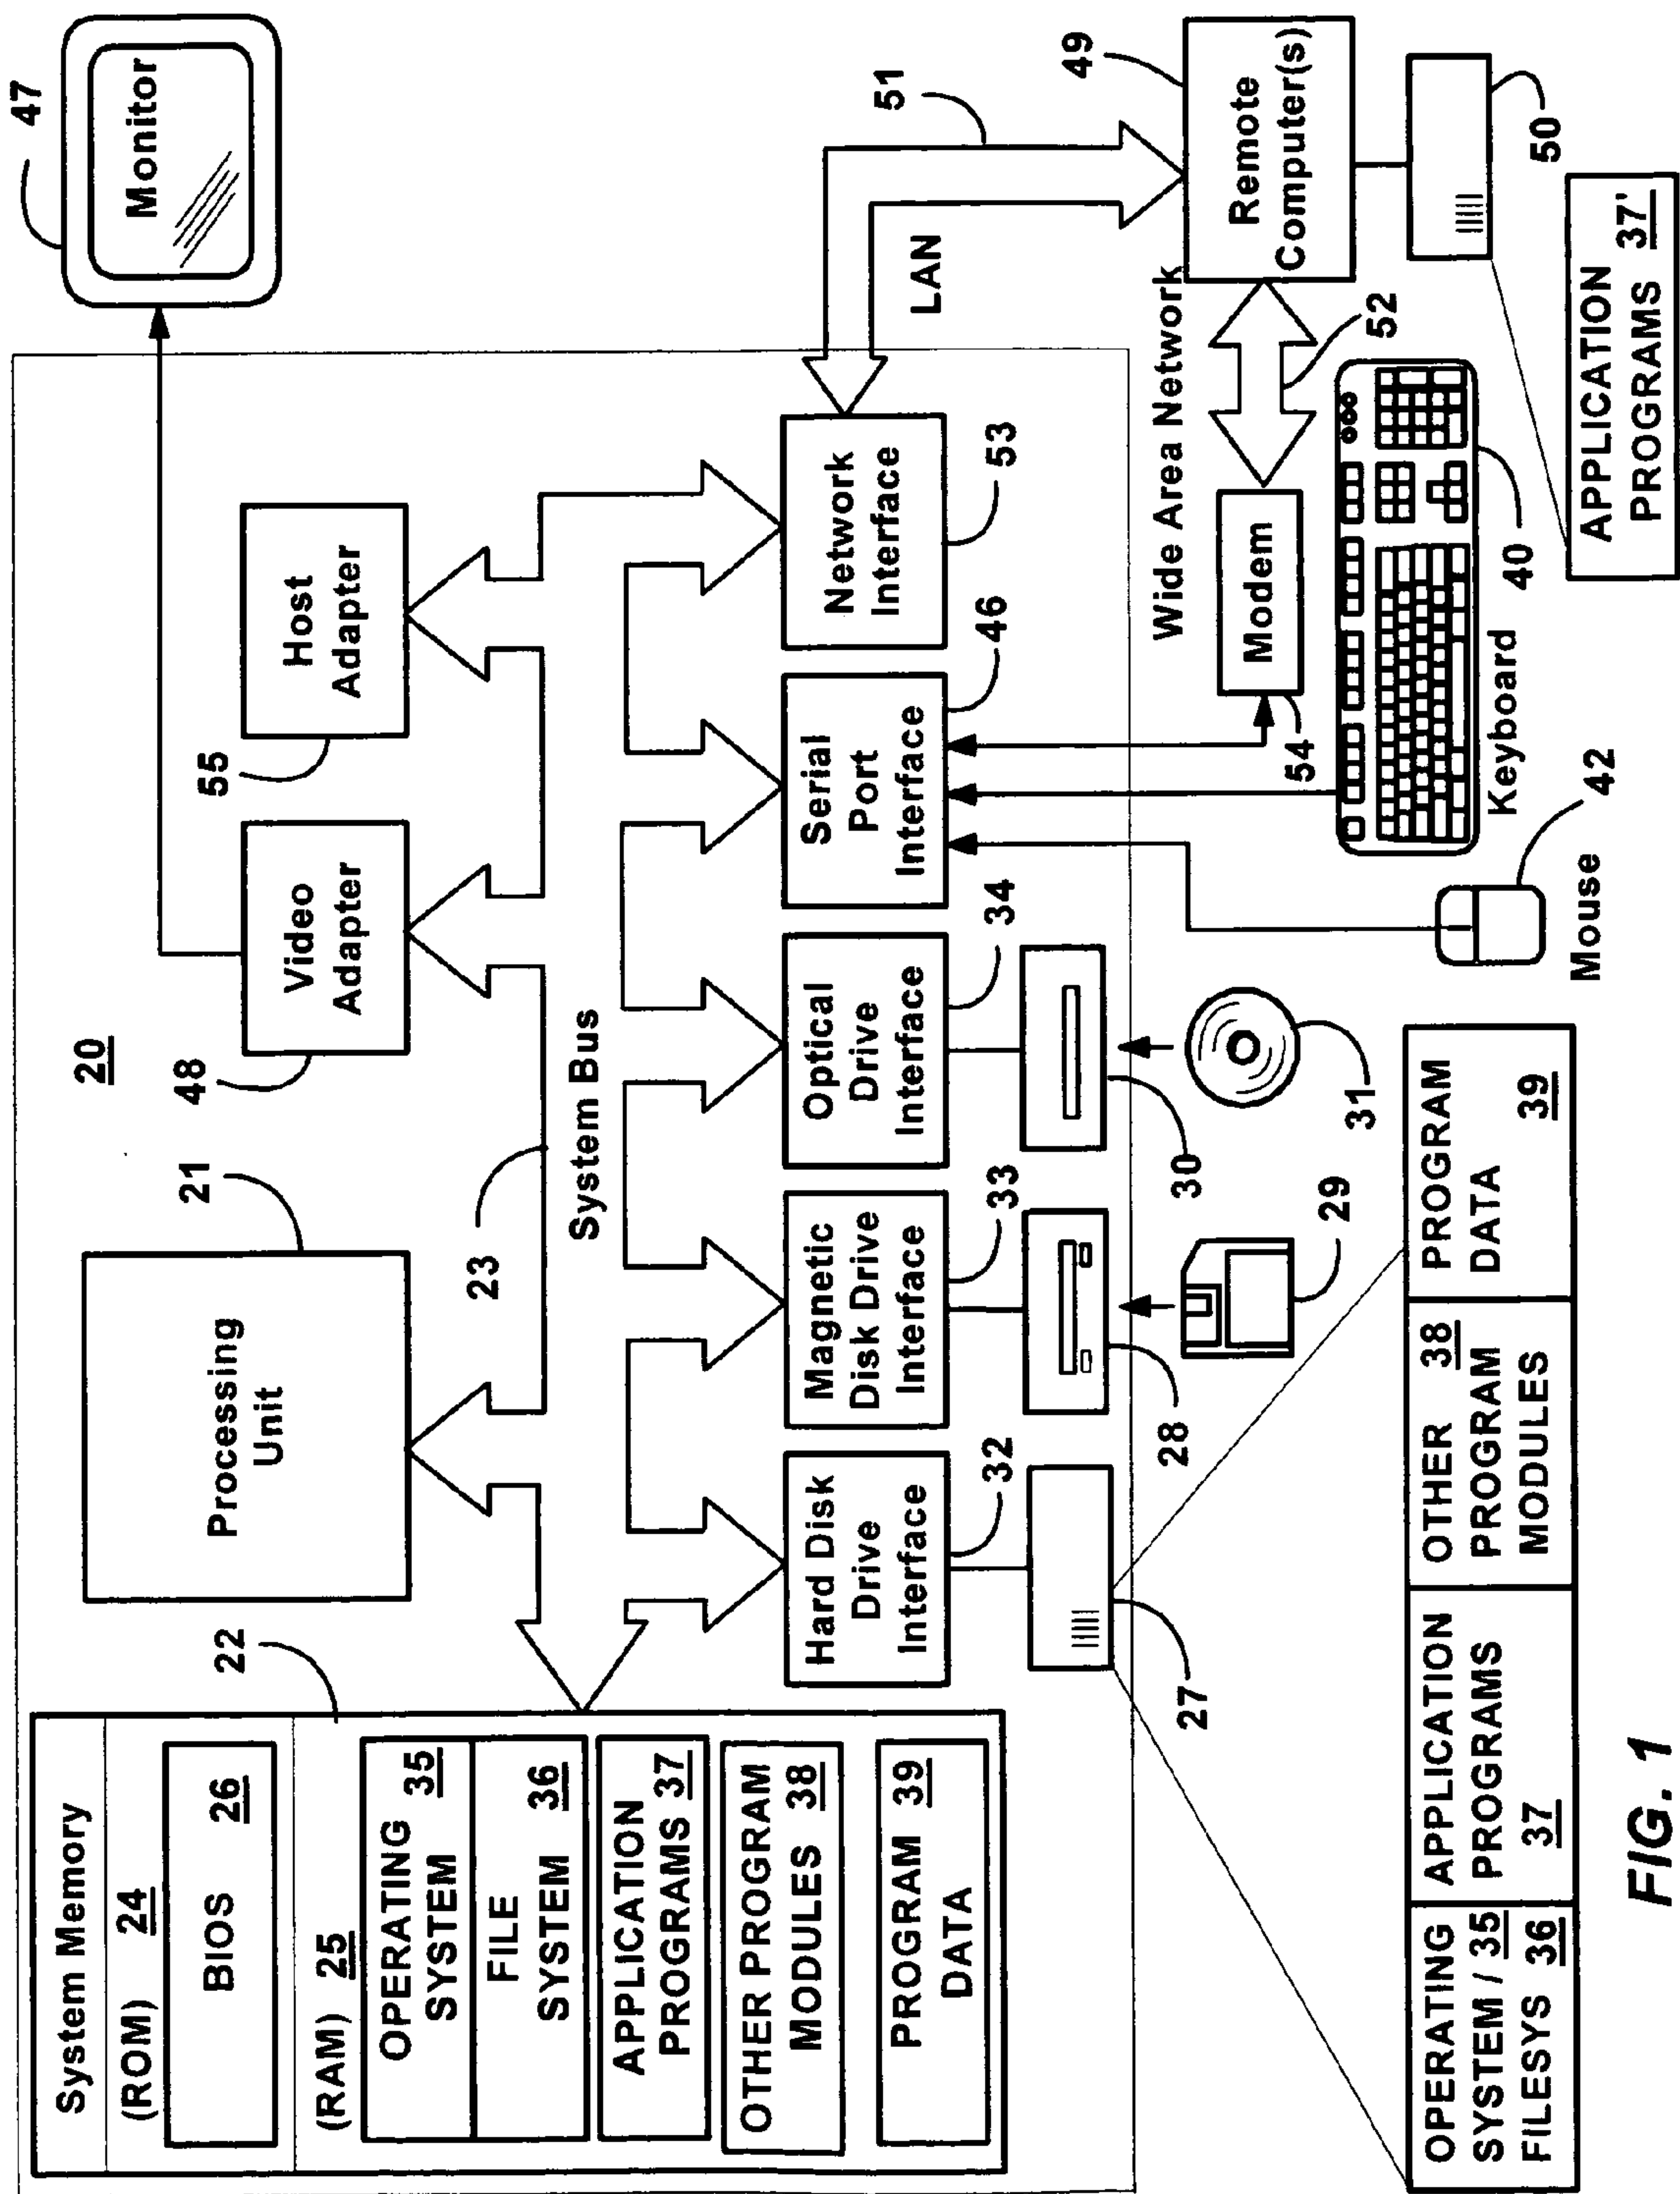 System Memory
(ROM) 24
BIOS 26
(RAM) 25
OPERATING
SYSTEM 35
FILE
SYSTEM 36
APPLICATION
PROGRAMS 37
OTHER PROGRAM
MODULES 38
PROGRAM 39
DATA
22
Processing
Unit
21
20
Video
Adapter
48
Host
Adapter
55
47
Monitor
23
System Bus
Hard Disk
Drive
Interface
32
Magnetic
Disk Drive
Interface
33
Optical
Drive
Interface
34
Serial
Port
Interface
46
Network
Interface
53
LAN
51
27
28
29
30
31
Wide Area Network
Modem
54
52
49
Remote
Computer(s)
50
Mouse
42
Keyboard
40
OPERATING
SYSTEM / 35
FILESYS 36
APPLICATION
PROGRAMS
37
OTHER 38
PROGRAM
MODULES
PROGRAM
DATA
39
APPLICATION
PROGRAMS 37'
FIG. 1